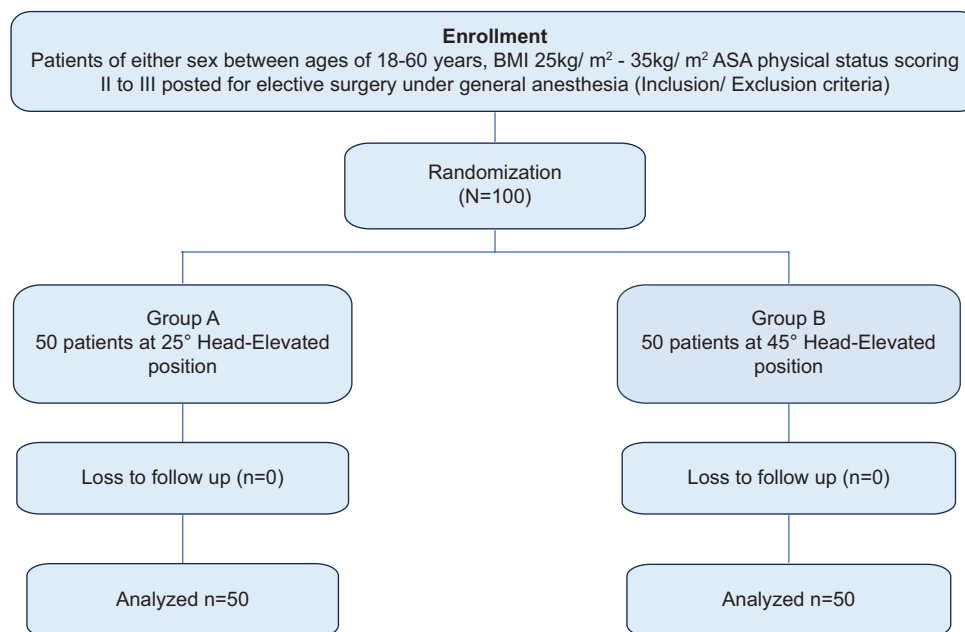 Enrollment
Patients of either sex between ages of 18-60 years, BMI 25kg/ m² - 35kg/ m² ASA physical status scoring
II to III posted for elective surgery under general anesthesia (Inclusion/ Exclusion criteria)
Randomization
(N=100)
Group A
50 patients at 25° Head-Elevated
position
Group B
50 patients at 45° Head-Elevated
position
Loss to follow up (n=0)
Loss to follow up (n=0)
Analyzed n=50
Analyzed n=50